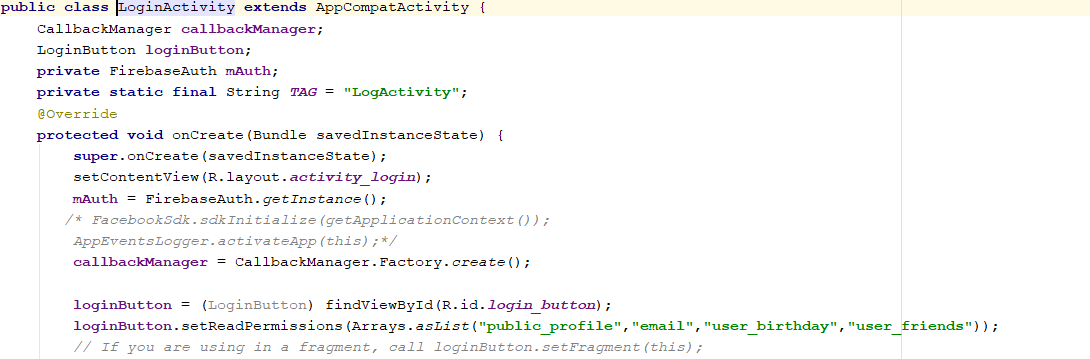 public class LoginActivity extends AppCompatActivity {
CallbackManager callbackManager;
LoginButton loginButton;
private FirebaseAuth mAuth;
private static final String TAG = "LogActivity";
@Override
protected void onCreate(Bundle savedInstanceState) {
super.onCreate(savedInstanceState);
setContentView(R.layout.activity_login);
mAuth = FirebaseAuth.getInstance();
/* FacebookSdk.sdkInitialize(getApplicationContext());
AppEventsLogger.activateApp(this);*/
callbackManager = CallbackManager.Factory.create();
loginButton = (LoginButton) findViewById(R.id.login_button);
loginButton.setReadPermissions(Arrays.asList("public_profile","email","user_birthday","user_friends"));
// If you are using in a fragment, call loginButton.setFragment(this);